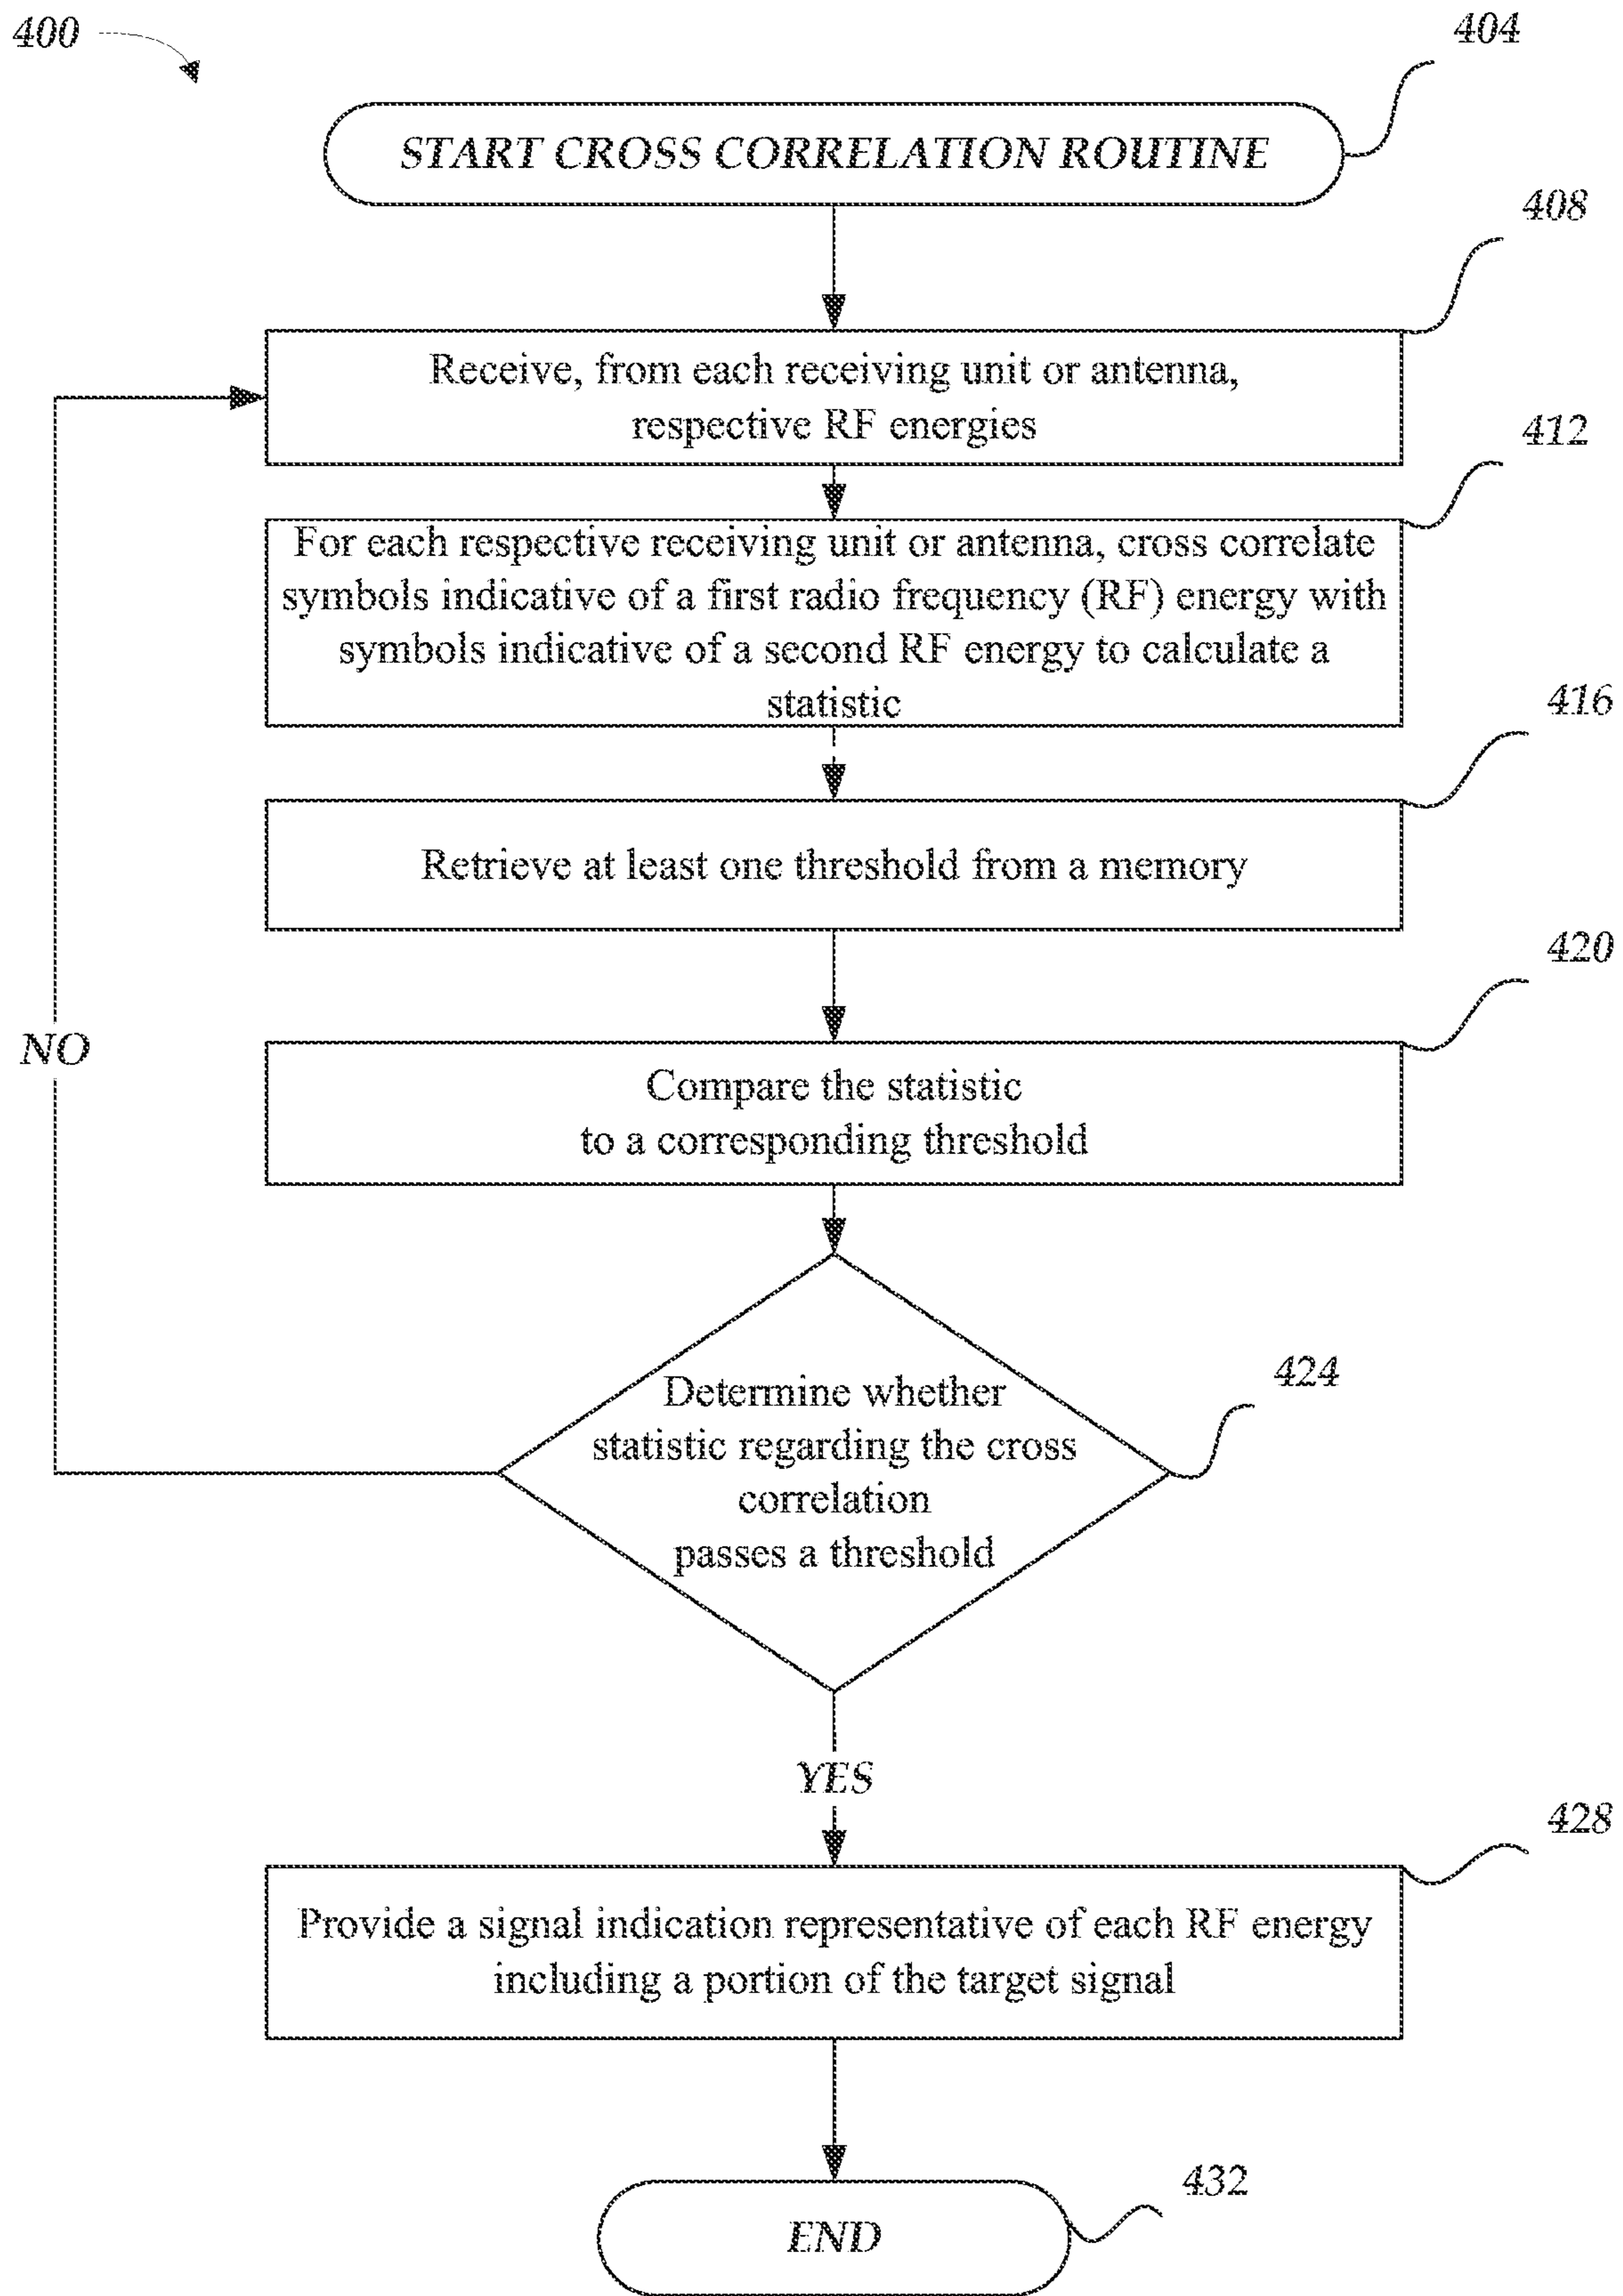 400
404
START CROSS CORRELATION ROUTINE
408
Receive, from each receiving unit or antenna,
respective RF energies
412
For each respective receiving unit or antenna, cross correlate
symbols indicative of a first radio frequency (RF) energy with
symbols indicative of a second RF energy to calculate a
statistic
416
Retrieve at least one threshold from a memory
420
NO
Compare the statistic
to a corresponding threshold
424
Determine whether
statistic regarding the cross
correlation
passes a threshold
YES
428
Provide a signal indication representative of each RF energy
including a portion of the target signal
432
END